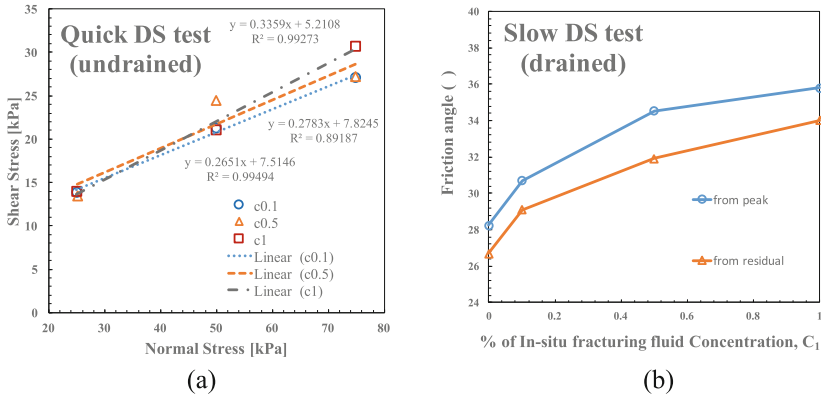 Quick DS test
(undrained)
y = 0.3359x + 5.2108
R² = 0.99273
y = 0.2783x + 7.8245
R² = 0.89187
y = 0.2651x + 7.5146
R² = 0.99494
c0.1
c0.5
c1
Linear (c0.1)
Linear (c0.5)
Linear (c1)
Shear Stress [kPa]
35
30
25
20
15
10
5
0
20 30 40 50 60 70 80
Normal Stress [kPa]
(a)
Slow DS test
(drained)
from peak
from residual
Friction angle ( )
40
38
36
34
32
30
28
26
24
0 0.2 0.4 0.6 0.8 1
% of In-situ fracturing fluid Concentration, C₁
(b)